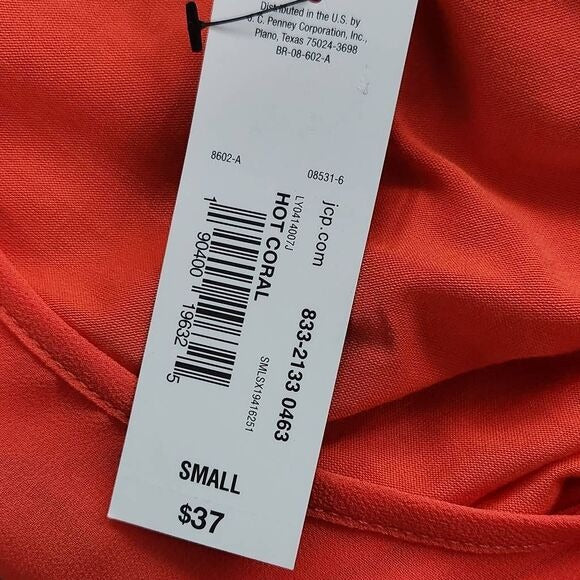 Distributed in the U.S. by
J. C. Penney Corporation, Inc.,
Plano, Texas 75024-3698
BR-08-602-A
8602-A
08531-6
jcp.com
833-2133 0463
LY0414007J
HOT CORAL
SMLSX19416251
1 90400 19632 5
SMALL
$37